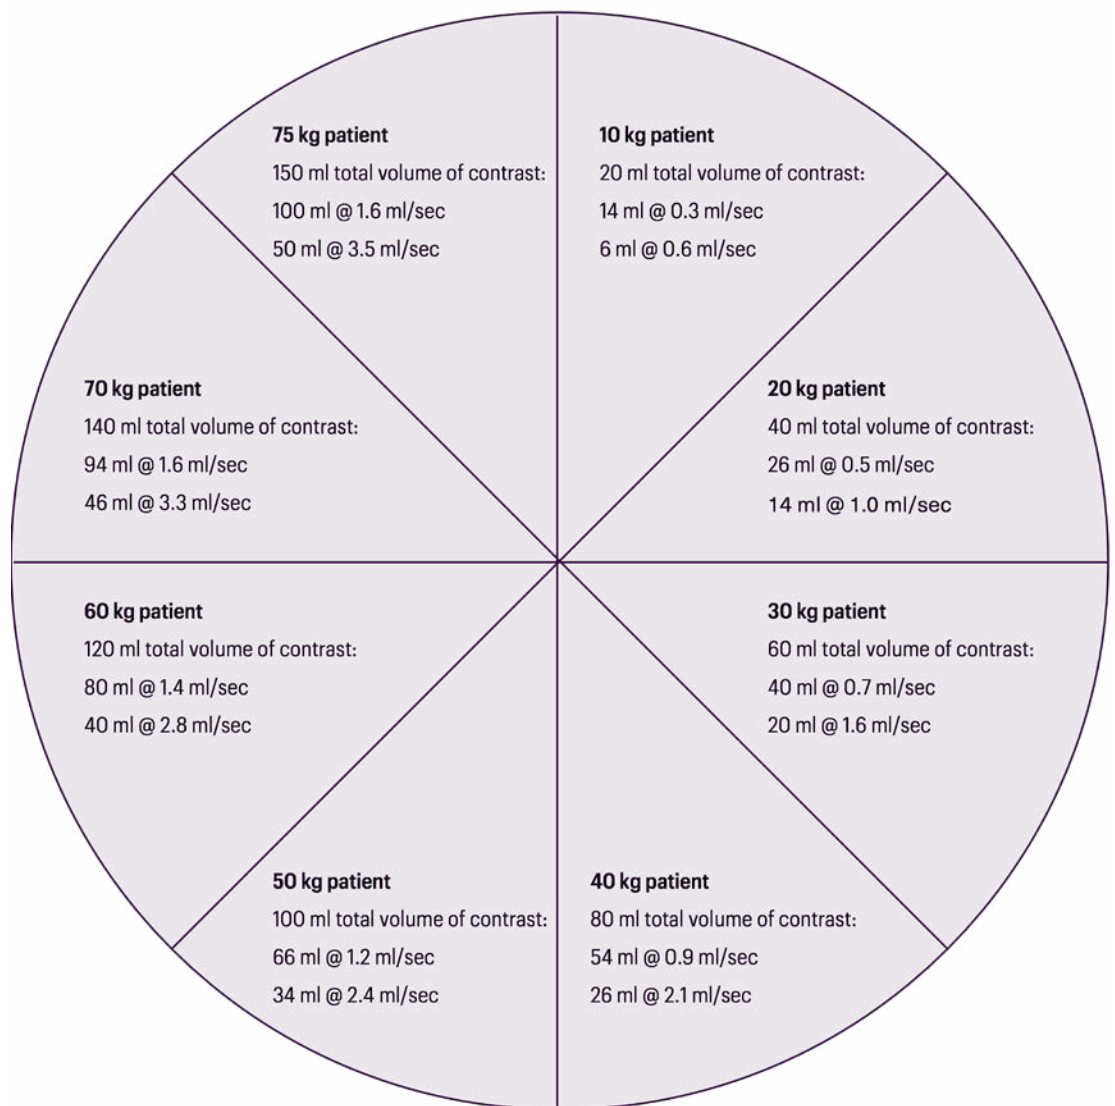 75 kg patient
150 ml total volume of contrast:
100 ml @ 1.6 ml/sec
50 ml @ 3.5 ml/sec
10 kg patient
20 ml total volume of contrast:
14 ml @ 0.3 ml/sec
6 ml @ 0.6 ml/sec
70 kg patient
140 ml total volume of contrast:
94 ml @ 1.6 ml/sec
46 ml @ 3.3 ml/sec
20 kg patient
40 ml total volume of contrast:
26 ml @ 0.5 ml/sec
14 ml @ 1.0 ml/sec
60 kg patient
120 ml total volume of contrast:
80 ml @ 1.4 ml/sec
40 ml @ 2.8 ml/sec
30 kg patient
60 ml total volume of contrast:
40 ml @ 0.7 ml/sec
20 ml @ 1.6 ml/sec
50 kg patient
100 ml total volume of contrast:
66 ml @ 1.2 ml/sec
34 ml @ 2.4 ml/sec
40 kg patient
80 ml total volume of contrast:
54 ml @ 0.9 ml/sec
26 ml @ 2.1 ml/sec